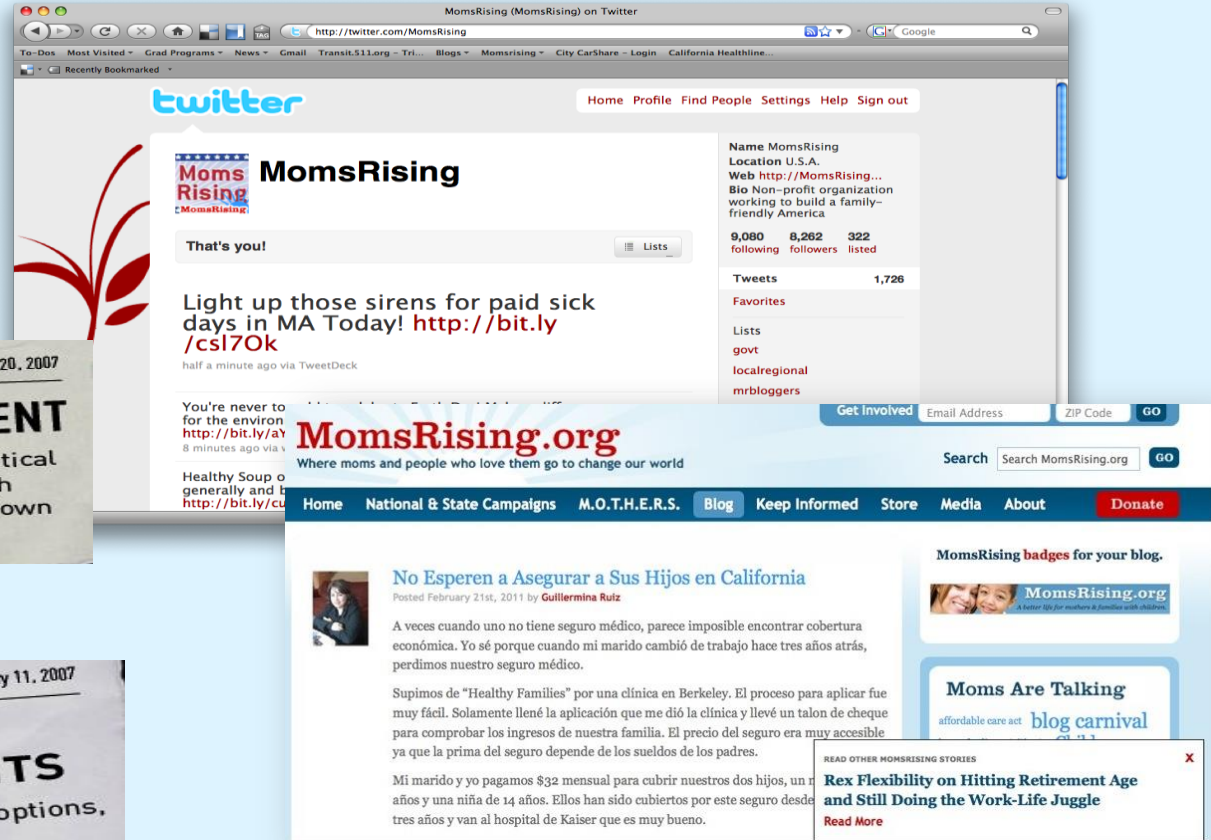 MomsRising (MomsRising) on Twitter
http://twitter.com/MomsRising
Google
To-Dos Most Visited Grad Programs News Gmail Transit.511.org - Tri... Blogs Momsrising City CarShare - Login California Healthline...
Recently Bookmarked
twitter
Home Profile Find People Settings Help Sign out
Moms
Rising
MomsRising
MomsRising
That's you!
Lists
Light up those sirens for paid sick
days in MA Today! http://bit.ly
/csl7Ok
half a minute ago via TweetDeck
You're never to
for the environ
http://bit.ly/aY
8 minutes ago via
Healthy Soup o
generally and b
http://bit.ly/cu
Name MomsRising
Location U.S.A.
Web http://MomsRising...
Bio Non-profit organization
working to build a family-
friendly America
9,080 8,262 322
following followers listed
Tweets 1,726
Favorites
Lists
govt
localregional
mrbloggers
20, 2007
ENT
tical
h
own
y 11, 2007
TS
options,
MomsRising.org
Where moms and people who love them go to change our world
Get Involved Email Address ZIP Code GO
Search Search MomsRising.org GO
Home National & State Campaigns M.O.T.H.E.R.S. Blog Keep Informed Store Media About Donate
No Esperen a Asegurar a Sus Hijos en California
Posted February 21st, 2011 by Guillermina Ruiz
A veces cuando uno no tiene seguro médico, parece imposible encontrar cobertura
económica. Yo sé porque cuando mi marido cambió de trabajo hace tres años atrás,
perdimos nuestro seguro médico.
Supimos de “Healthy Families” por una clínica en Berkeley. El proceso para aplicar fue
muy fácil. Solamente llené la aplicación que me dió la clínica y llevé un talon de cheque
para comprobar los ingresos de nuestra familia. El precio del seguro era muy accesible
ya que la prima del seguro depende de los sueldos de los padres.
Mi marido y yo pagamos $32 mensual para cubrir nuestros dos hijos, un
años y una niña de 14 años. Ellos han sido cubiertos por este seguro desde
tres años y van al hospital de Kaiser que es muy bueno.
MomsRising badges for your blog.
MomsRising.org
A better life for mothers & families with children.
Moms Are Talking
affordable care act blog carnival
READ OTHER MOMSRISING STORIES X
Rex Flexibility on Hitting Retirement Age
and Still Doing the Work-Life Juggle
Read More